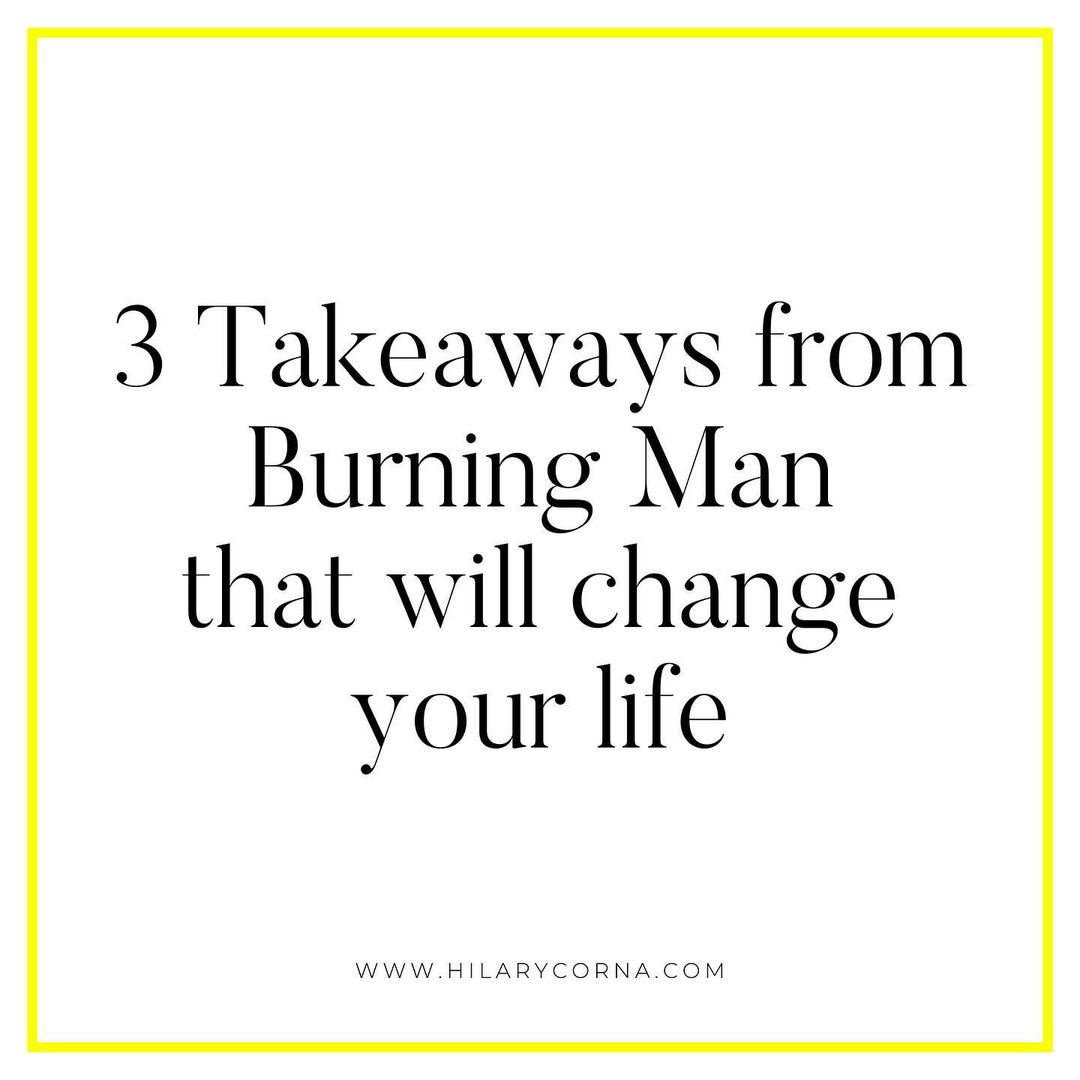 3 Takeaways from
Burning Man
that will change
your life
WWW.HILARYCORNA.COM